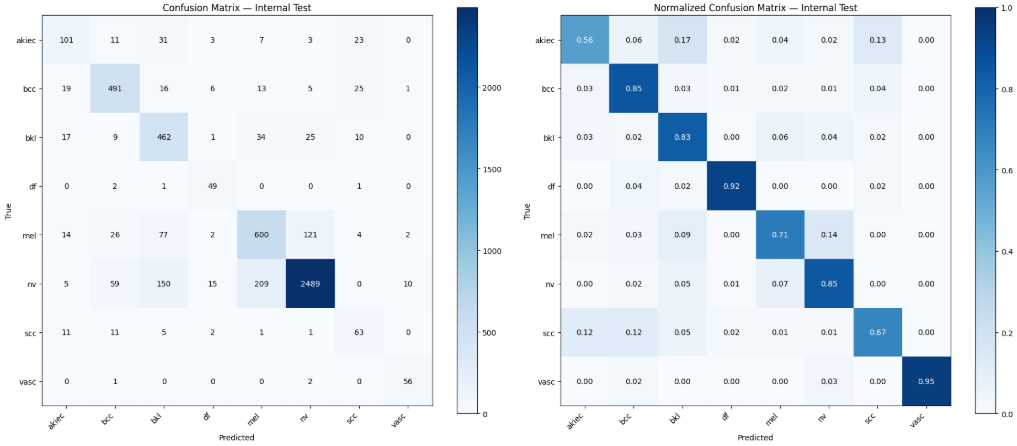 Confusion Matrix — Internal Test
True
akiec 101 11 31 3 7 3 23 0
bcc 19 491 16 6 13 5 25 1
bkl 17 9 462 1 34 25 10 0
df 0 2 1 49 0 0 1 0
mel 14 26 77 2 600 121 4 2
nv 5 59 150 15 209 2489 0 10
scc 11 11 5 2 1 1 63 0
vasc 0 1 0 0 0 2 0 56
akiec bcc bkl df mel nv scc vasc
Predicted
2000
1500
1000
500
0
Normalized Confusion Matrix — Internal Test
True
akiec 0.56 0.06 0.17 0.02 0.04 0.02 0.13 0.00
bcc 0.03 0.85 0.03 0.01 0.02 0.01 0.04 0.00
bkl 0.03 0.02 0.83 0.00 0.06 0.04 0.02 0.00
df 0.00 0.04 0.02 0.92 0.00 0.00 0.02 0.00
mel 0.02 0.03 0.09 0.00 0.71 0.14 0.00 0.00
nv 0.00 0.02 0.05 0.01 0.07 0.85 0.00 0.00
scc 0.12 0.12 0.05 0.02 0.01 0.01 0.67 0.00
vasc 0.00 0.02 0.00 0.00 0.00 0.03 0.00 0.95
akiec bcc bkl df mel nv scc vasc
Predicted
1.0
0.8
0.6
0.4
0.2
0.0